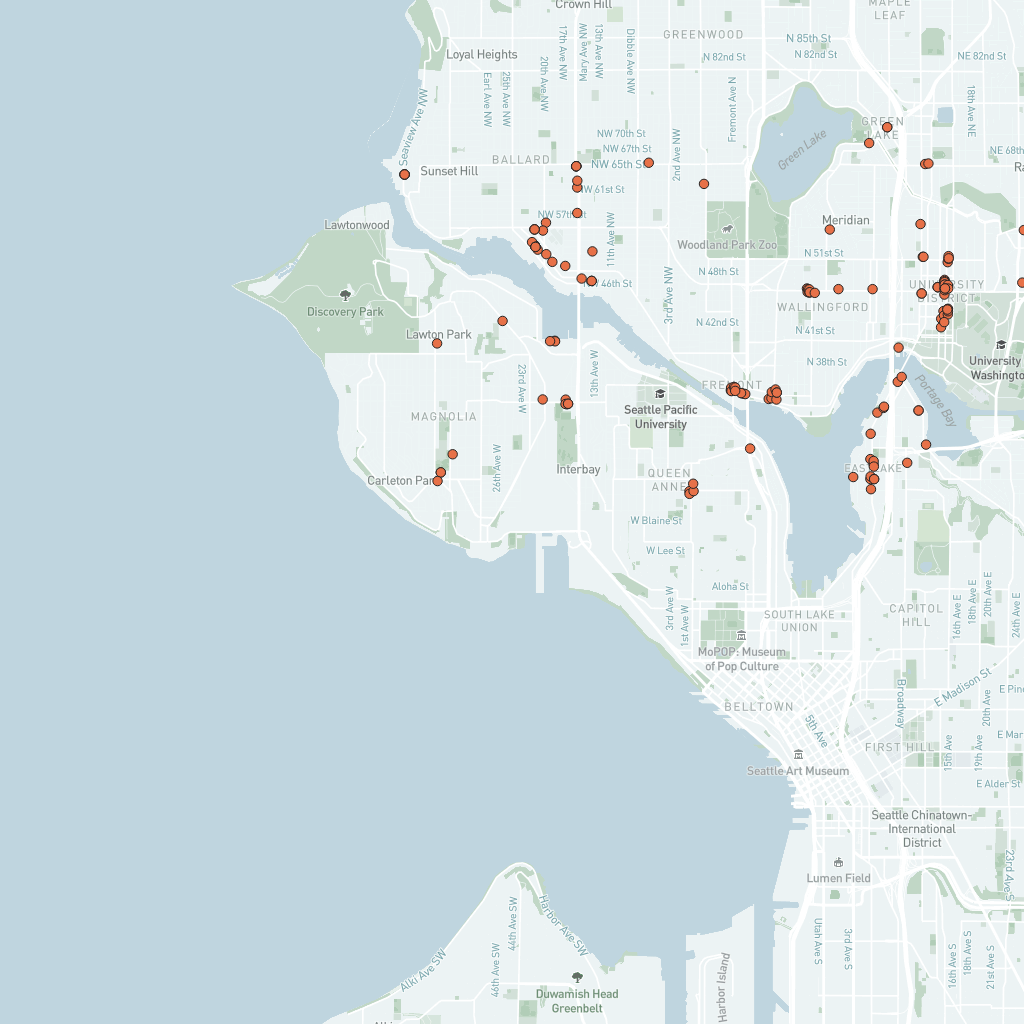 Crown Hill
MAPLE
LEAF
GREENWOOD
N 85th St
N 82nd St
N 82nd St
NE 82nd St
Loyal Heights
17th Ave NW
Mary Ave NW
13th Ave NW
Dibble Ave NW
20th Ave NW
25th Ave NW
Earl Ave NW
Fremont Ave N
18th Ave NE
Seaview Ave NW
NW 70th St
GREEN
LAKE
Green Lake
NW 67th St
2nd Ave NW
NE 68th
BALLARD
NW 65th St
Sunset Hill
NW 61st St
NW 57th St
Lawtonwood
11th Ave NW
Meridian
Woodland Park Zoo
N 51st St
N 48th St
3rd Ave NW
NW 46th St
UNIVERSITY
DISTRICT
Discovery Park
WALLINGFORD
N 42nd St
N 41st St
Lawton Park
University
Washington
N 38th St
23rd Ave W
13th Ave W
FREMONT
Portage Bay
Seattle Pacific
University
MAGNOLIA
26th Ave W
Interbay
QUEEN
ANNE
EASTLAKE
Carleton Park
W Blaine St
W Lee St
Aloha St
3rd Ave W
1st Ave W
SOUTH LAKE
UNION
CAPITOL
HILL
16th Ave E
18th Ave E
20th Ave E
24th Ave E
MoPOP: Museum
of Pop Culture
E Madison St
Broadway
20th Ave
E Pine
BELLTOWN
5th Ave
E Mar
FIRST HILL
15th Ave
19th Ave
Seattle Art Museum
E Alder St
Seattle Chinatown-
International
District
Lumen Field
23rd Ave S
44th Ave SW
Harbor Ave SW
46th Ave SW
Alki Ave SW
Utah Ave S
3rd Ave S
16th Ave S
18th Ave S
21st Ave S
Harbor Island
Duwamish Head
Greenbelt